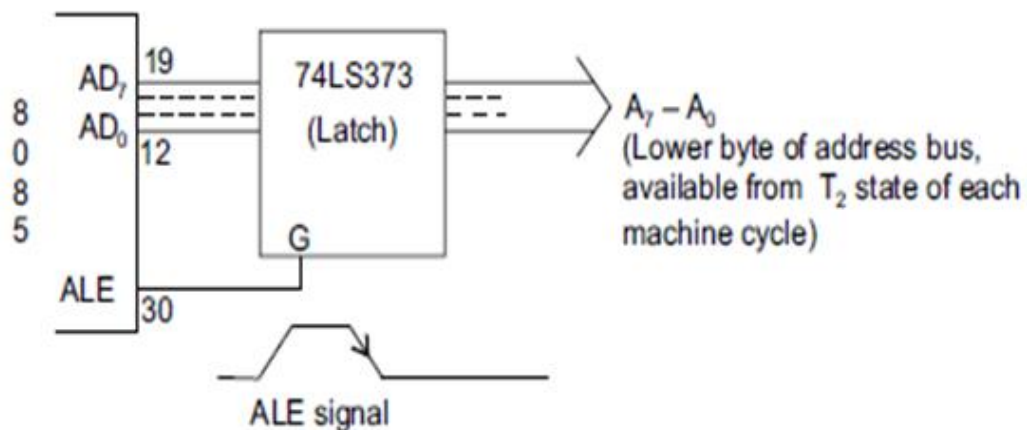 8
0
8
5
AD₇
19
AD₀
12
ALE
30
74LS373
(Latch)
G
A₇ – A₀
(Lower byte of address bus,
available from T₂ state of each
machine cycle)
ALE signal